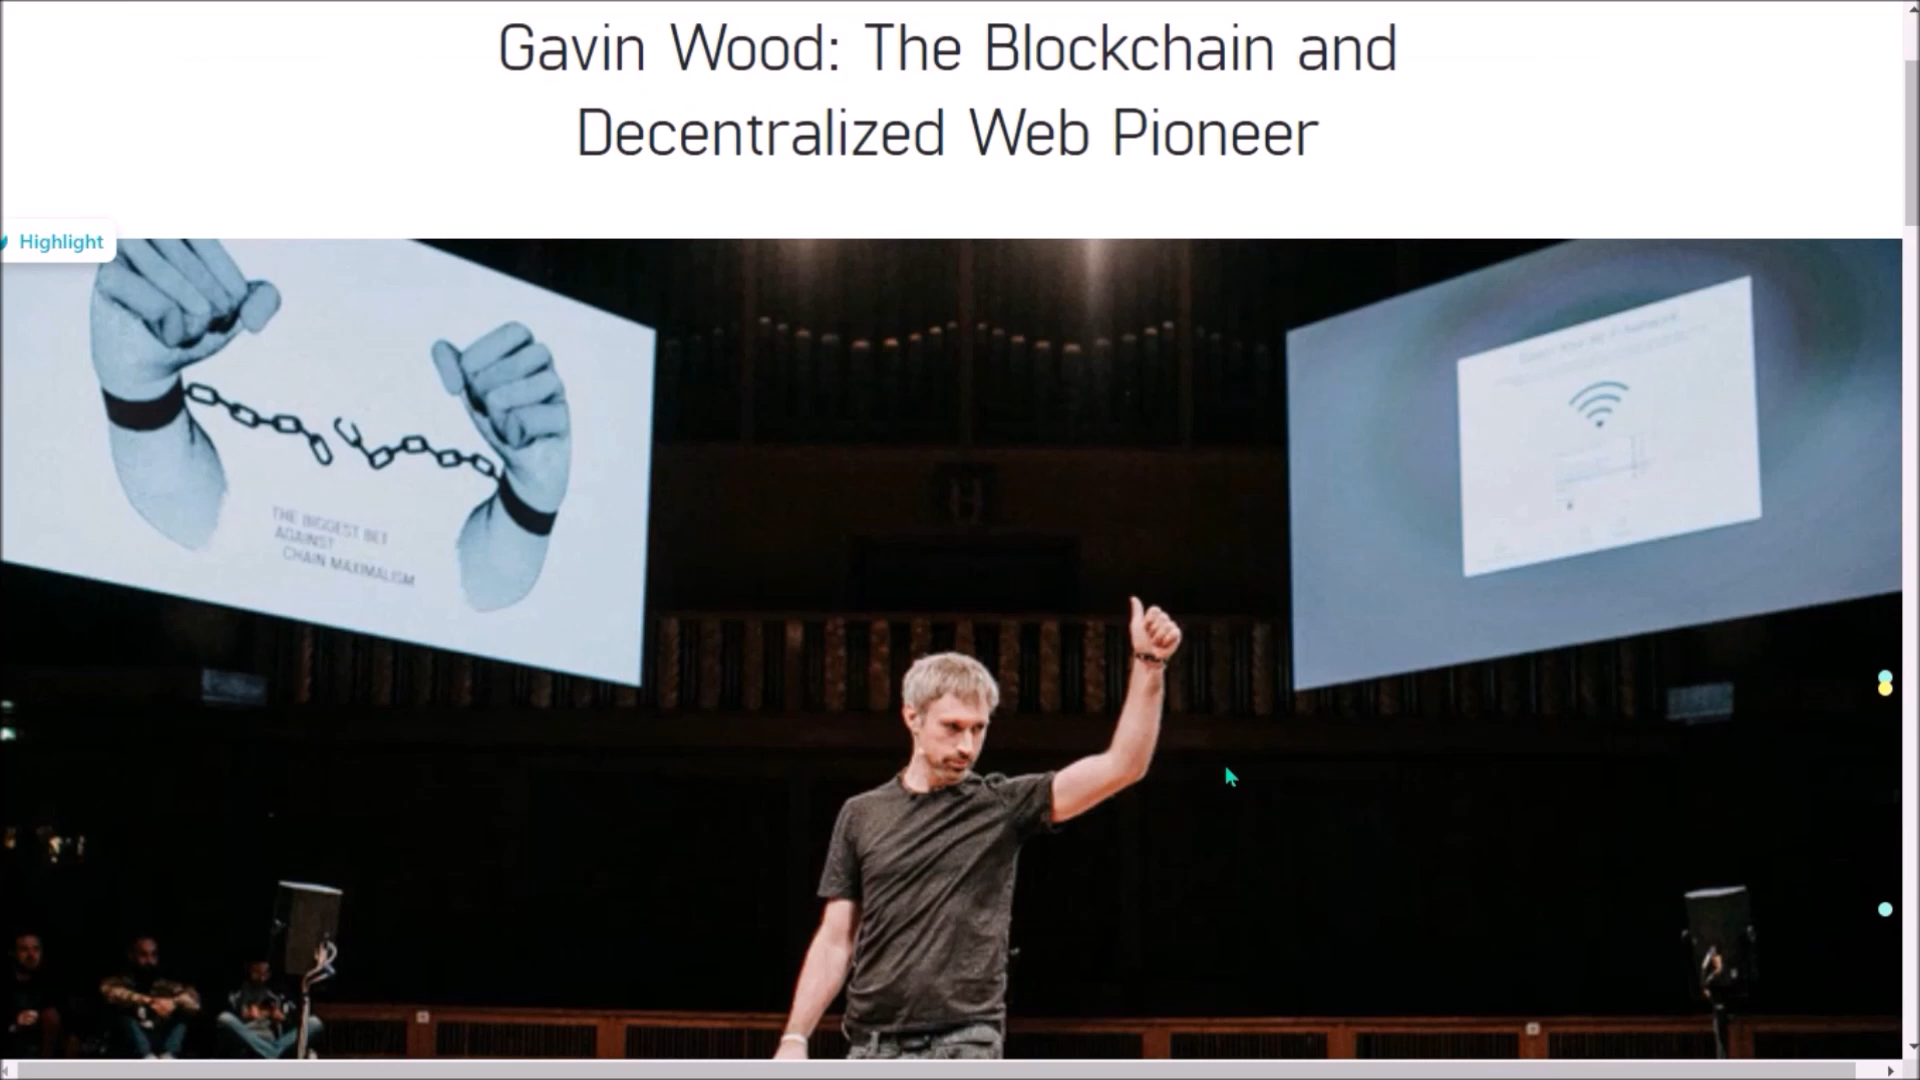 Gavin Wood: The Blockchain and
Decentralized Web Pioneer
Highlight
THE BIGGEST BET
AGAINST
CHAIN MAXIMALISM
H